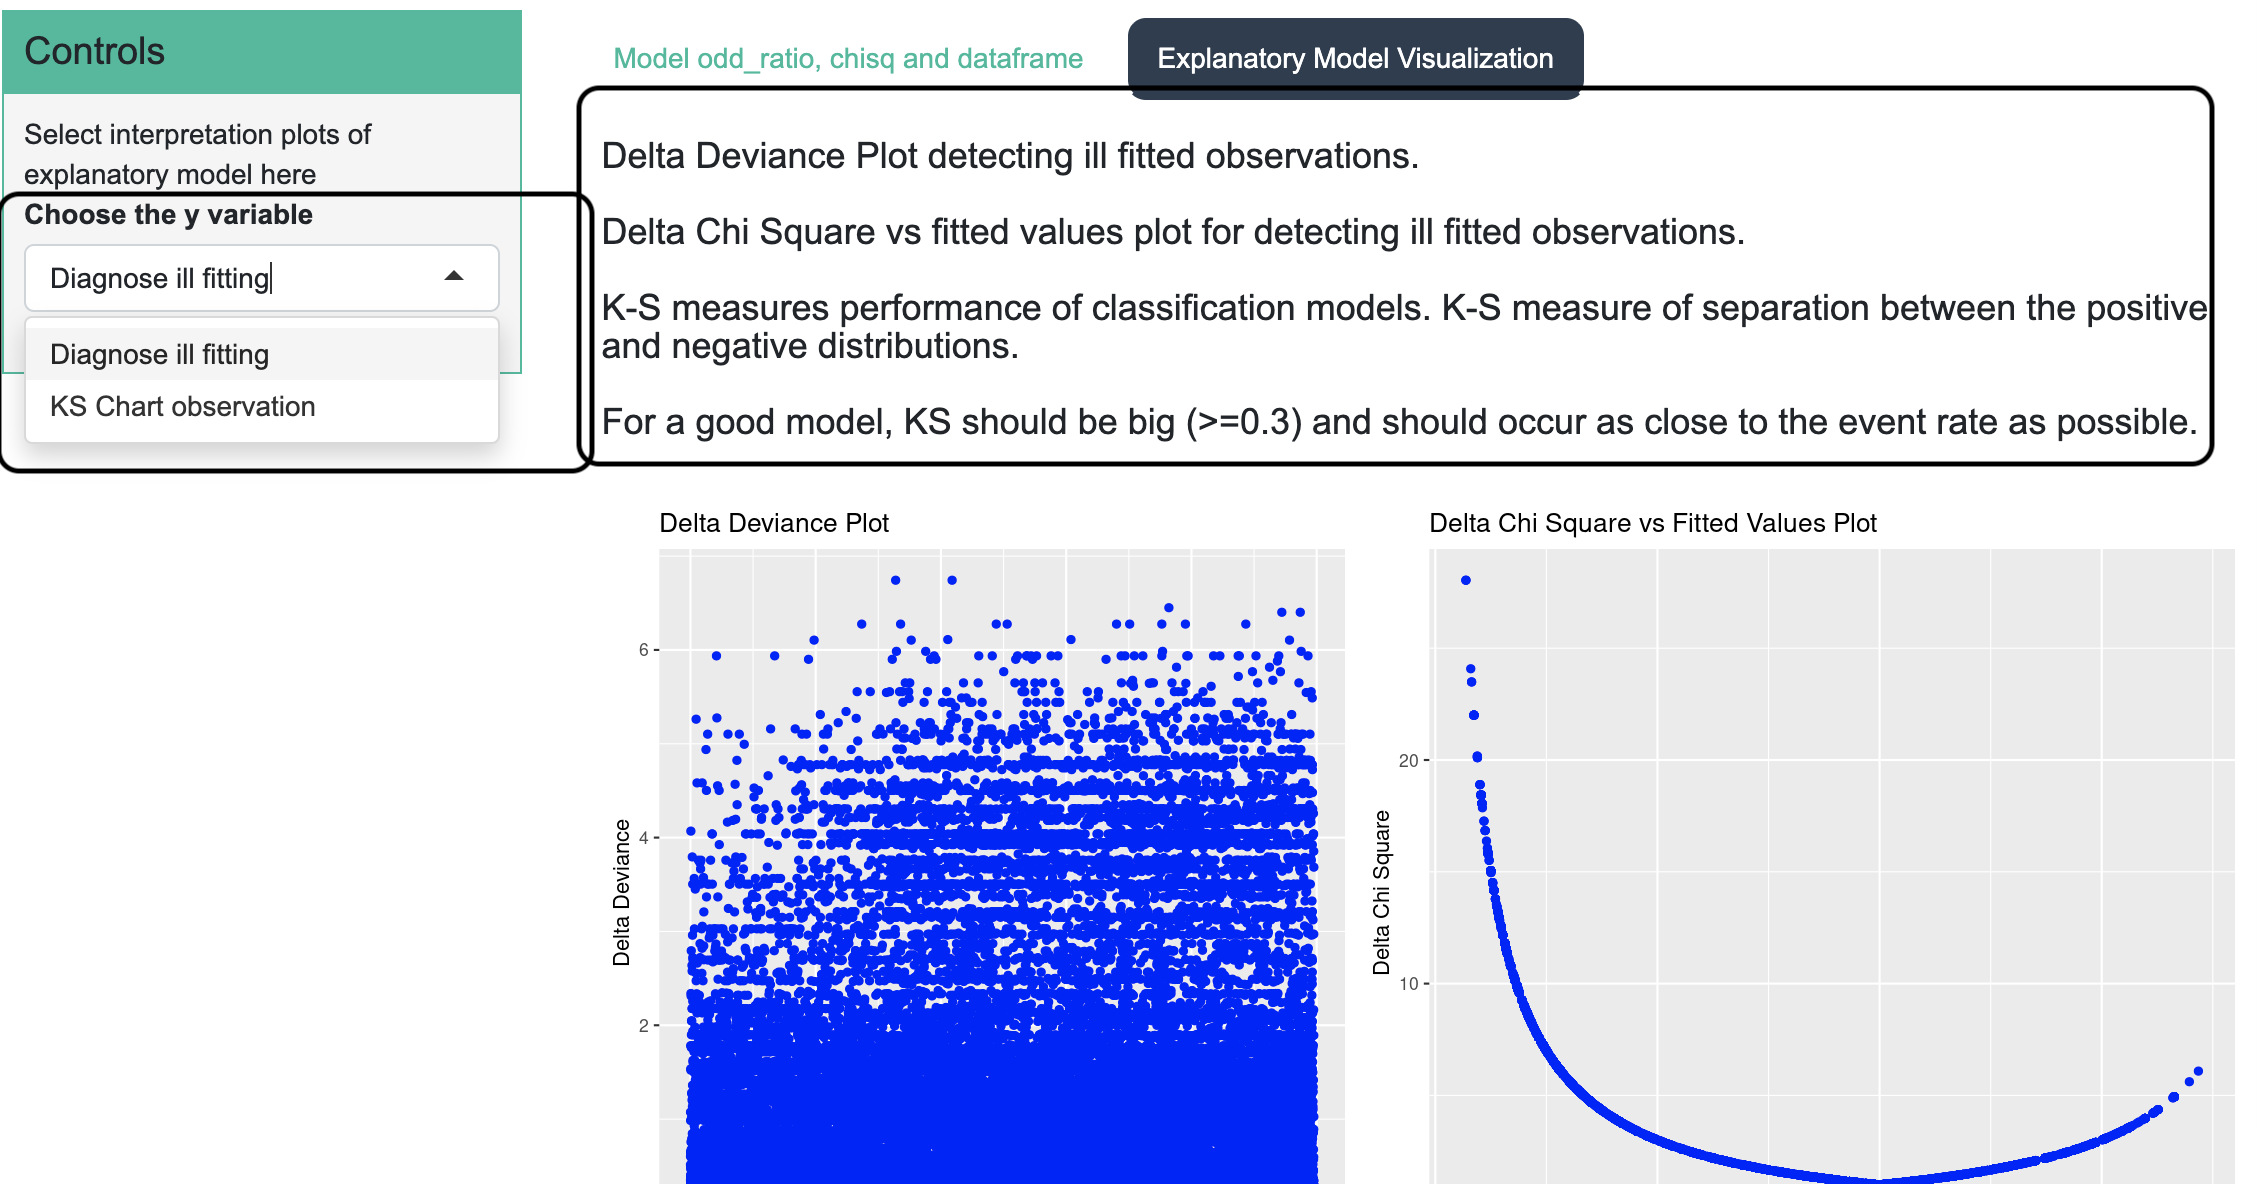 Controls
Select interpretation plots of
explanatory model here
Choose the y variable
Diagnose ill fitting
Diagnose ill fitting
KS Chart observation
Model odd_ratio, chisq and dataframe
Explanatory Model Visualization
Delta Deviance Plot detecting ill fitted observations.
Delta Chi Square vs fitted values plot for detecting ill fitted observations.
K-S measures performance of classification models. K-S measure of separation between the positive
and negative distributions.
For a good model, KS should be big (>=0.3) and should occur as close to the event rate as possible.
Delta Deviance Plot
6
4
2
Delta Deviance
Delta Chi Square vs Fitted Values Plot
20
10
Delta Chi Square